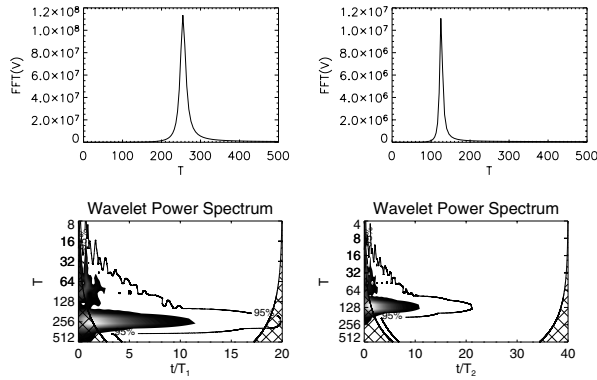 1.2×10⁸
1.0×10⁸
8.0×10⁷
6.0×10⁷
4.0×10⁷
2.0×10⁷
0
FFT(V)
0 100 200 300 400 500
T
1.2×10⁷
1.0×10⁷
8.0×10⁶
6.0×10⁶
4.0×10⁶
2.0×10⁶
0
FFT(V)
0 100 200 300 400 500
T
Wavelet Power Spectrum
8
16
32
64
128
256
512
T
95%
95%
0 5 10 15 20
t/T₁
Wavelet Power Spectrum
4
8
16
32
64
128
256
512
T
95%
0 10 20 30 40
t/T₂